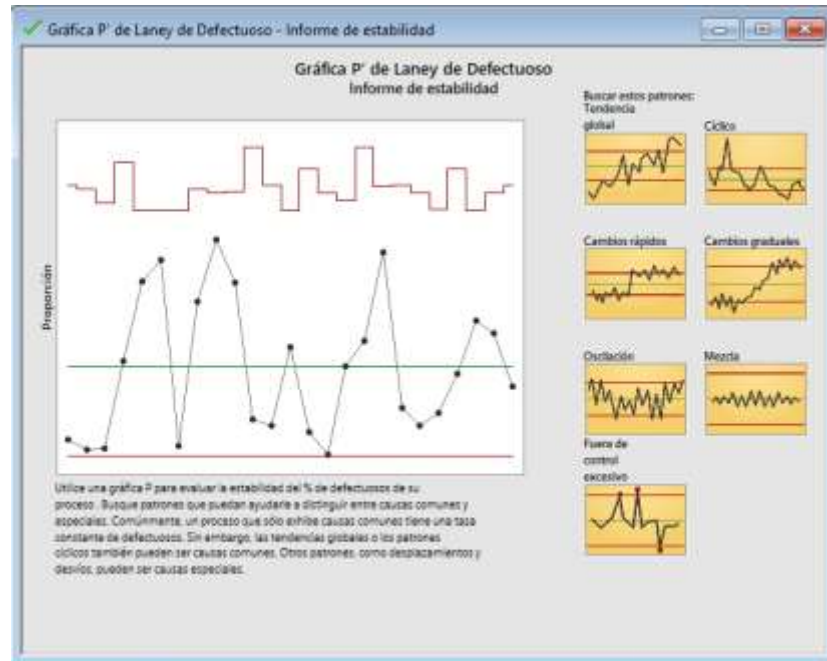 Gráfica P' de Laney de Defectuoso - Informe de estabilidad
Gráfica P' de Laney de Defectuoso
Informe de estabilidad
Buscar estos patrones:
Tendencia
global
Cíclico
Cambios rápidos
Cambios graduales
Proporción
Oscilación
Mezcla
Fuera de
control
excesivo
Utilice una gráfica P para evaluar la estabilidad del % de defectuosos de su
proceso . Busque patrones que puedan ayudarle a distinguir entre causas comunes y
especiales. Comúnmente, un proceso que sólo exhibe causas comunes tiene una tasa
constante de defectuosos. Sin embargo, las tendencias globales o los patrones
cíclicos también pueden ser causas comunes. Otros patrones, como desplazamientos y
desvíos, pueden ser causas especiales.